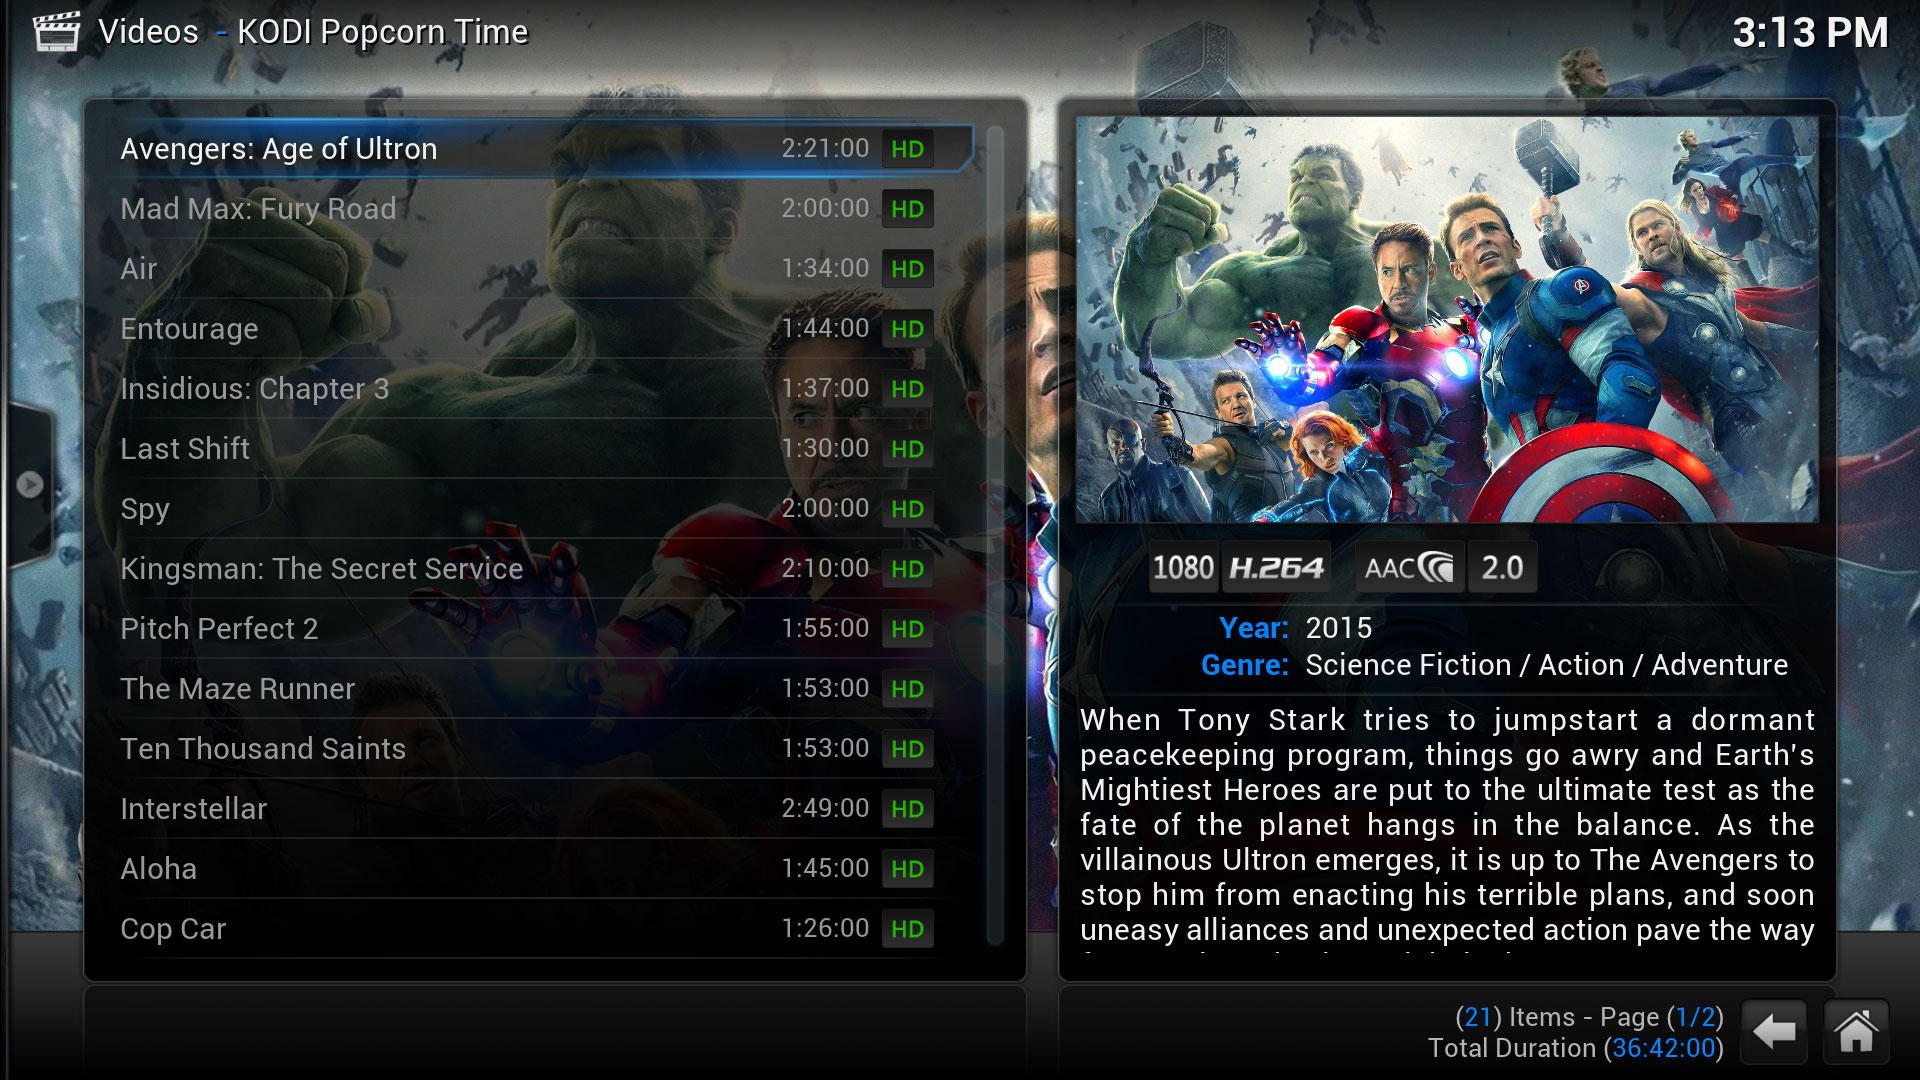 Videos - KODI Popcorn Time
3:13 PM
Avengers: Age of Ultron 2:21:00 HD
Mad Max: Fury Road 2:00:00 HD
Air 1:34:00 HD
Entourage 1:44:00 HD
Insidious: Chapter 3 1:37:00 HD
Last Shift 1:30:00 HD
Spy 2:00:00 HD
Kingsman: The Secret Service 2:10:00 HD
Pitch Perfect 2 1:55:00 HD
The Maze Runner 1:53:00 HD
Ten Thousand Saints 1:53:00 HD
Interstellar 2:49:00 HD
Aloha 1:45:00 HD
Cop Car 1:26:00 HD
1080 H.264 AAC 2.0
Year: 2015
Genre: Science Fiction / Action / Adventure
When Tony Stark tries to jumpstart a dormant
peacekeeping program, things go awry and Earth's
Mightiest Heroes are put to the ultimate test as the
fate of the planet hangs in the balance. As the
villainous Ultron emerges, it is up to The Avengers to
stop him from enacting his terrible plans, and soon
uneasy alliances and unexpected action pave the way
(21) Items - Page (1/2)
Total Duration (36:42:00)